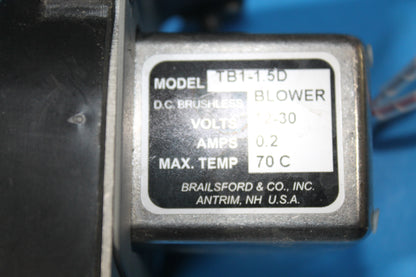 MODEL TB1-1.5D
D.C. BRUSHLESS BLOWER
VOLTS -30
AMPS 0.2
MAX. TEMP 70 C
BRAILSFORD & CO., INC.
ANTRIM, NH U.S.A.